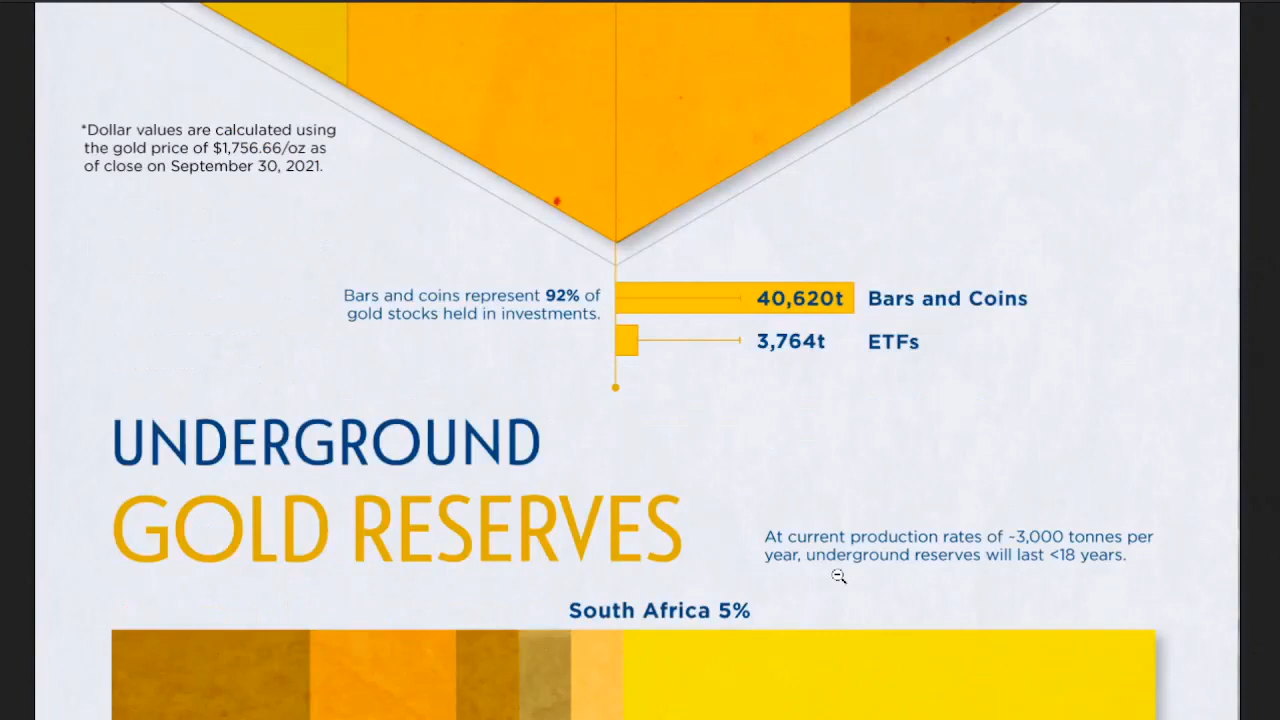 *Dollar values are calculated using
the gold price of $1,756.66/oz as
of close on September 30, 2021.
Bars and coins represent 92% of
gold stocks held in investments.
40,620t Bars and Coins
3,764t ETFs
UNDERGROUND
GOLD RESERVES
At current production rates of ~3,000 tonnes per
year, underground reserves will last <18 years.
South Africa 5%